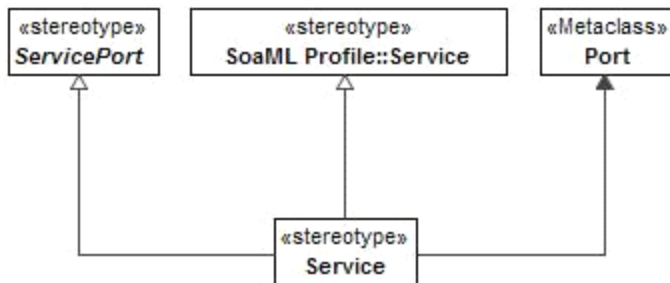 «stereotype»
ServicePort
«stereotype»
SoaML Profile::Service
«Metaclass»
Port
«stereotype»
Service